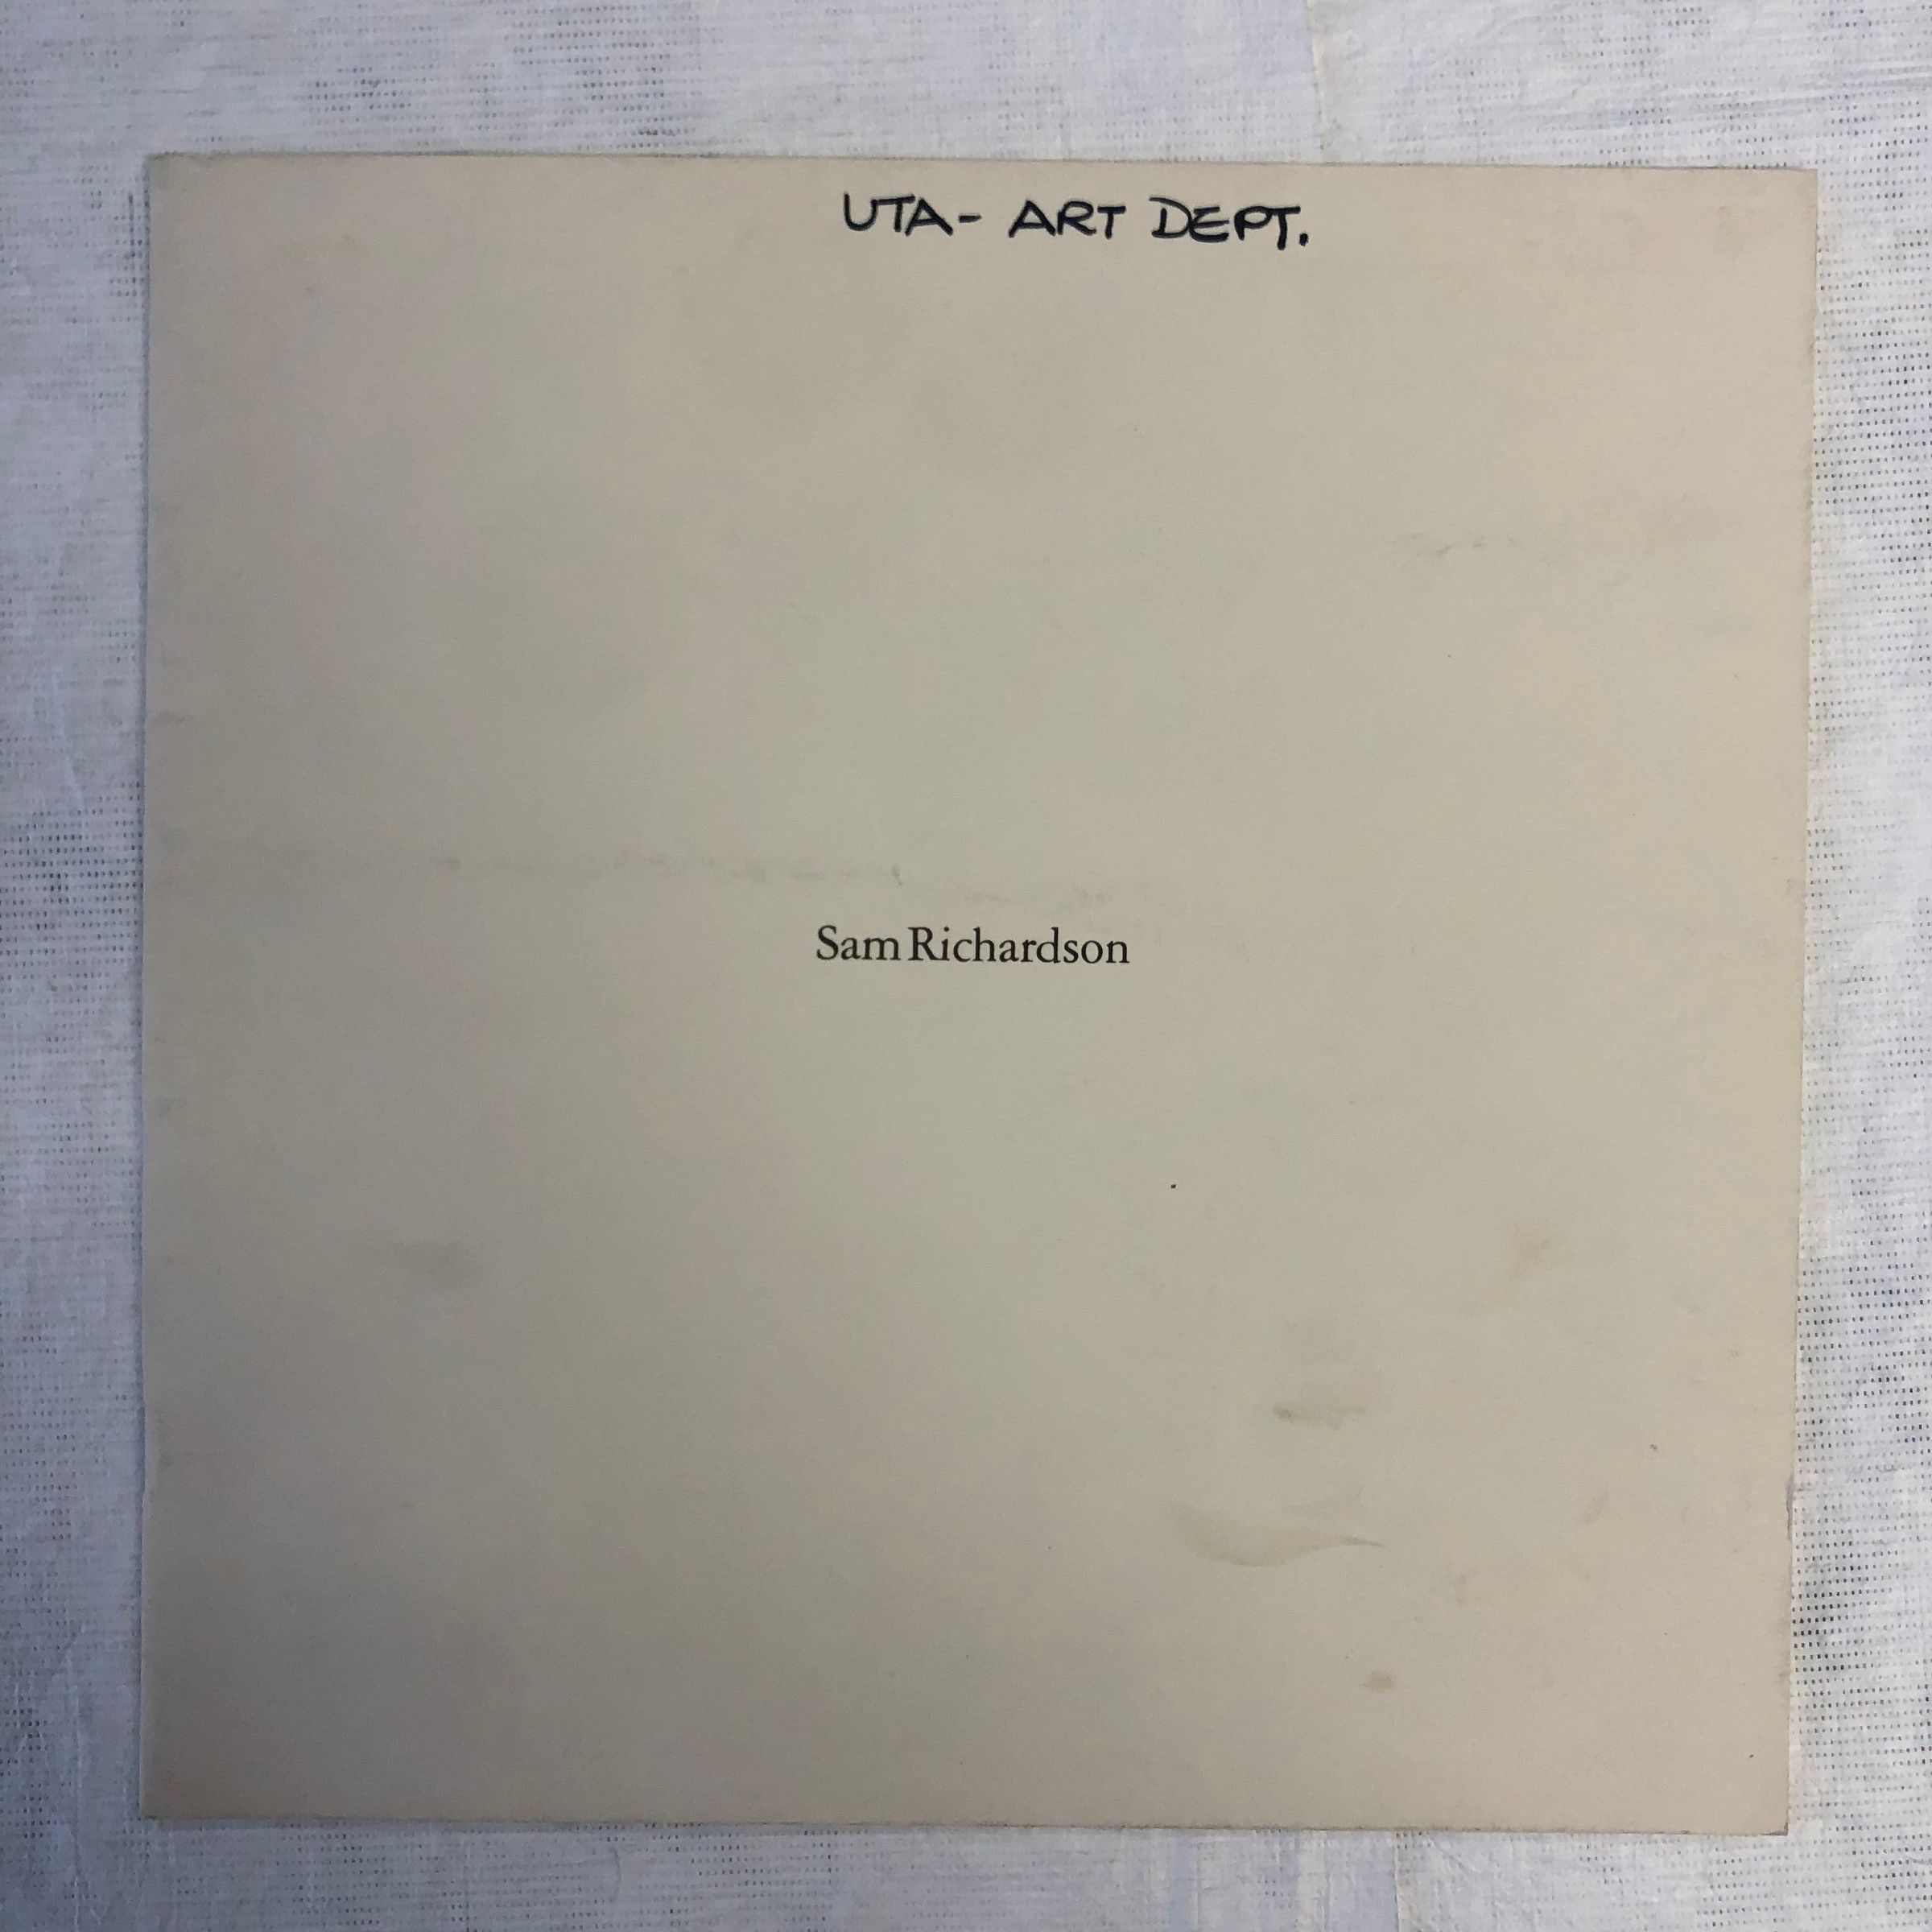 UTA- ART DEPT.
Sam Richardson